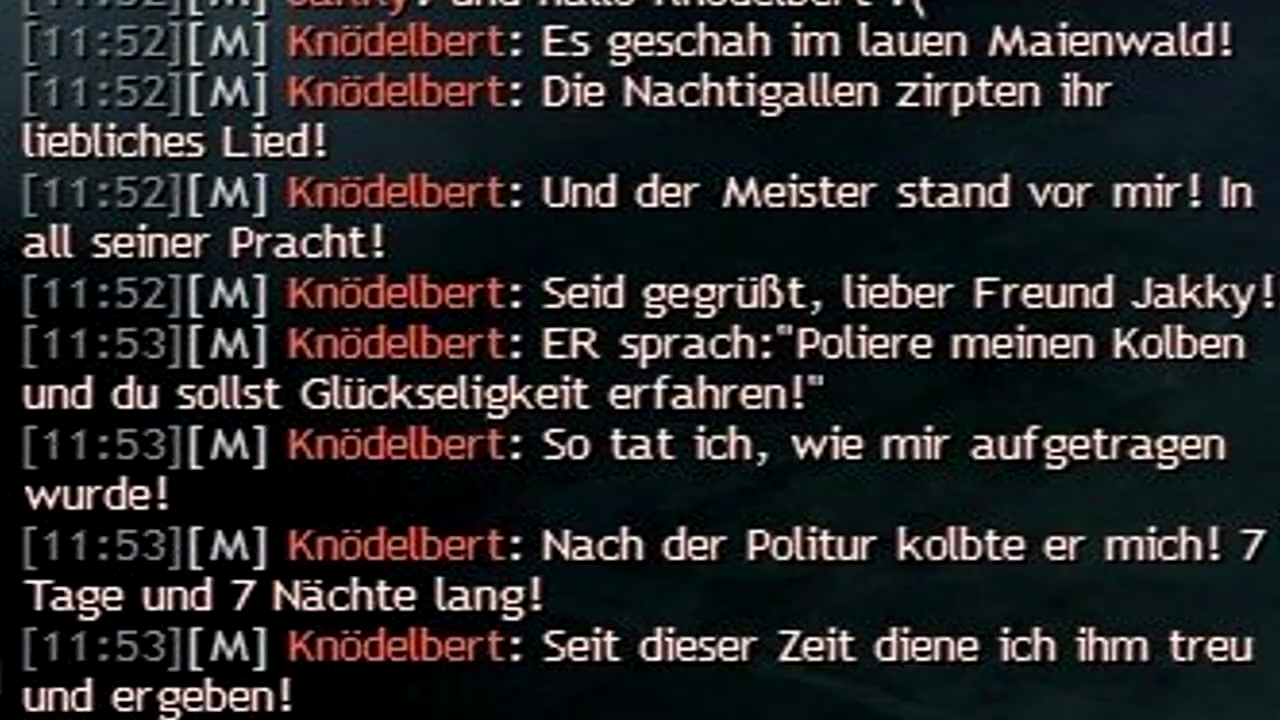 und hallo Knödelbert
[11:52][M] Knödelbert: Es geschah im lauen Maienwald!
[11:52][M] Knödelbert: Die Nachtigallen zirpten ihr
liebliches Lied!
[11:52][M] Knödelbert: Und der Meister stand vor mir! In
all seiner Pracht!
[11:52][M] Knödelbert: Seid gegrüßt, lieber Freund Jakky!
[11:53][M] Knödelbert: ER sprach:"Poliere meinen Kolben
und du sollst Glückseligkeit erfahren!"
[11:53][M] Knödelbert: So tat ich, wie mir aufgetragen
wurde!
[11:53][M] Knödelbert: Nach der Politur kolbte er mich! 7
Tage und 7 Nächte lang!
[11:53][M] Knödelbert: Seit dieser Zeit diene ich ihm treu
und ergeben!